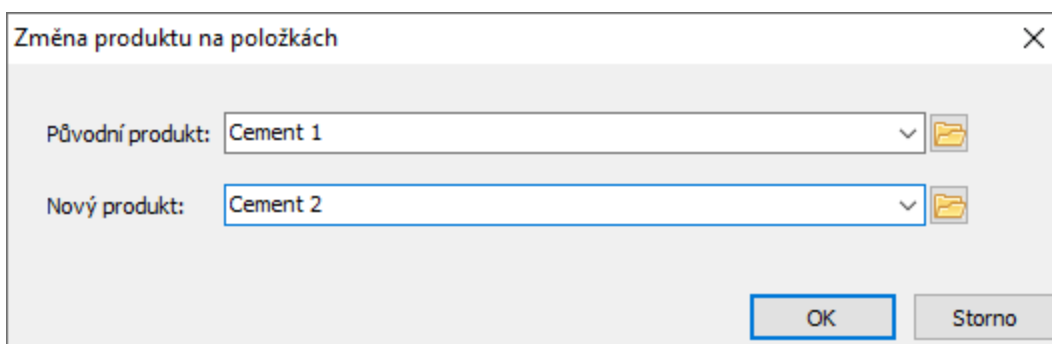 Změna produktu na položkách
Původní produkt: Cement 1
Nový produkt: Cement 2
OK Storno